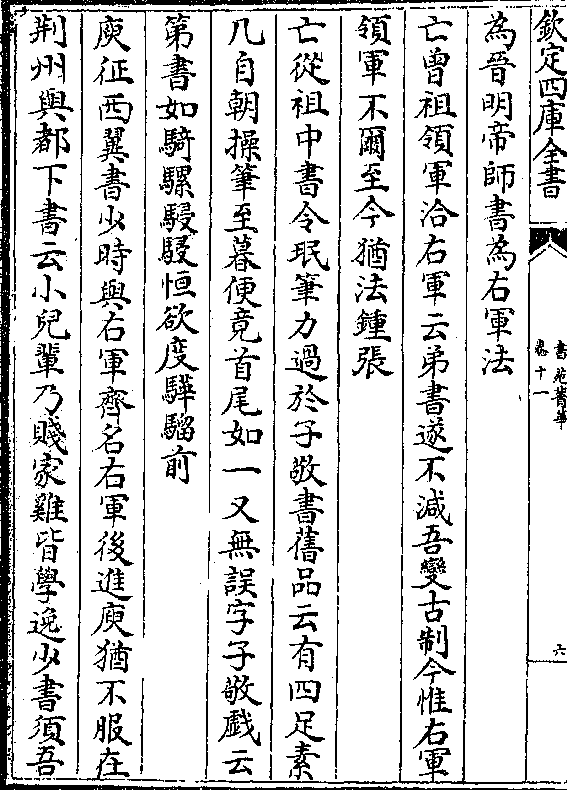 欽定四庫全書
書苑菁華
卷十一
六
為晉明帝師書為右軍法
亡曾祖領軍洽右軍云弟書遂不減吾變古制今惟右軍
領軍不爾至今猶法鍾張
亡從祖中書令珉筆力過於子敬書舊品云有四足素
几自朝操筆至暮便竟首尾如一又無誤字子敬戲云
第書如騎騾駸駸恒欲度驊騮前
庾征西翼書少時與右軍齊名右軍後進庾猶不服在
荆州與都下書云小兒輩乃賤家雞皆學逸少書須吾